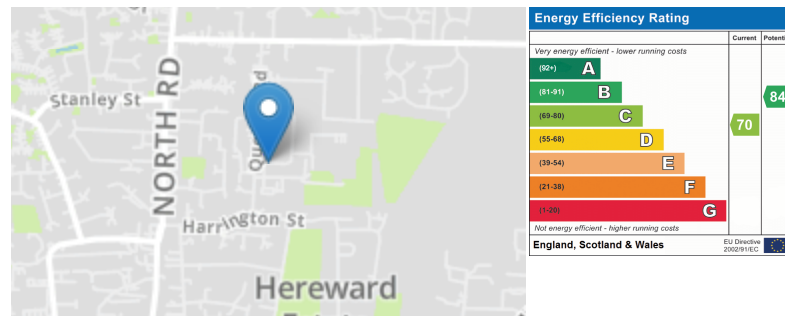 Stanley St
NORTH RD
Harrington St
Hereward
Energy Efficiency Rating
Current
Very energy efficient - lower running costs
(92+) A
(81-91) B
84
(69-80) C
70
(55-68) D
(39-54) E
(21-38) F
(1-20) G
Not energy efficient - higher running costs
England, Scotland & Wales
EU Directive
2002/91/EC